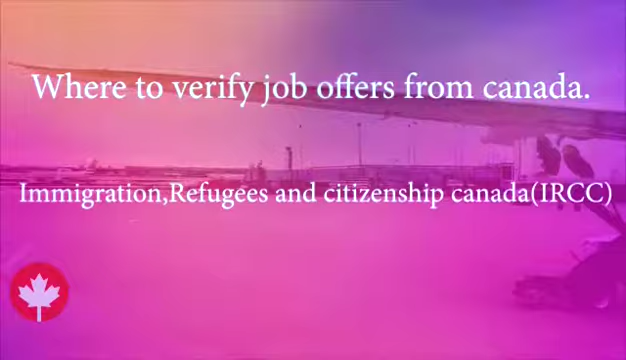 Where to verify job offers from canada.
Immigration,Refugees and citizenship canada(IRCC)